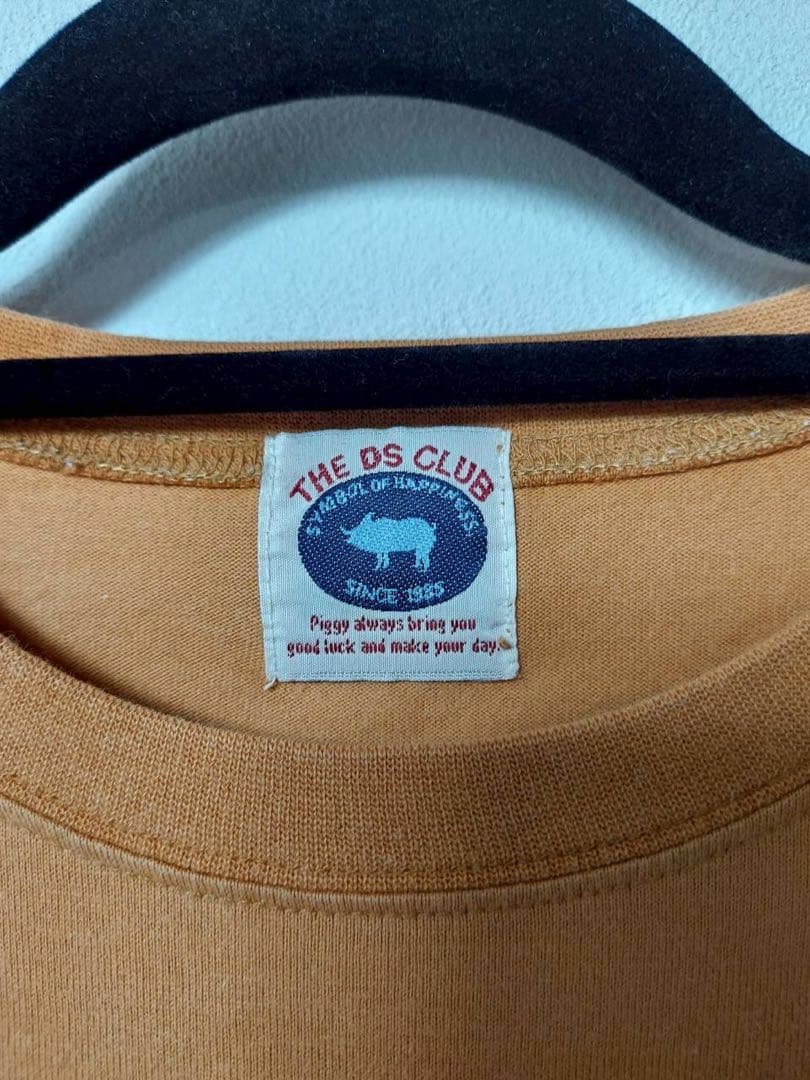 THE DS CLUB
SYMBOL OF HAPPINESS
SINCE 1985
Piggy always bring you
good luck and make your day.